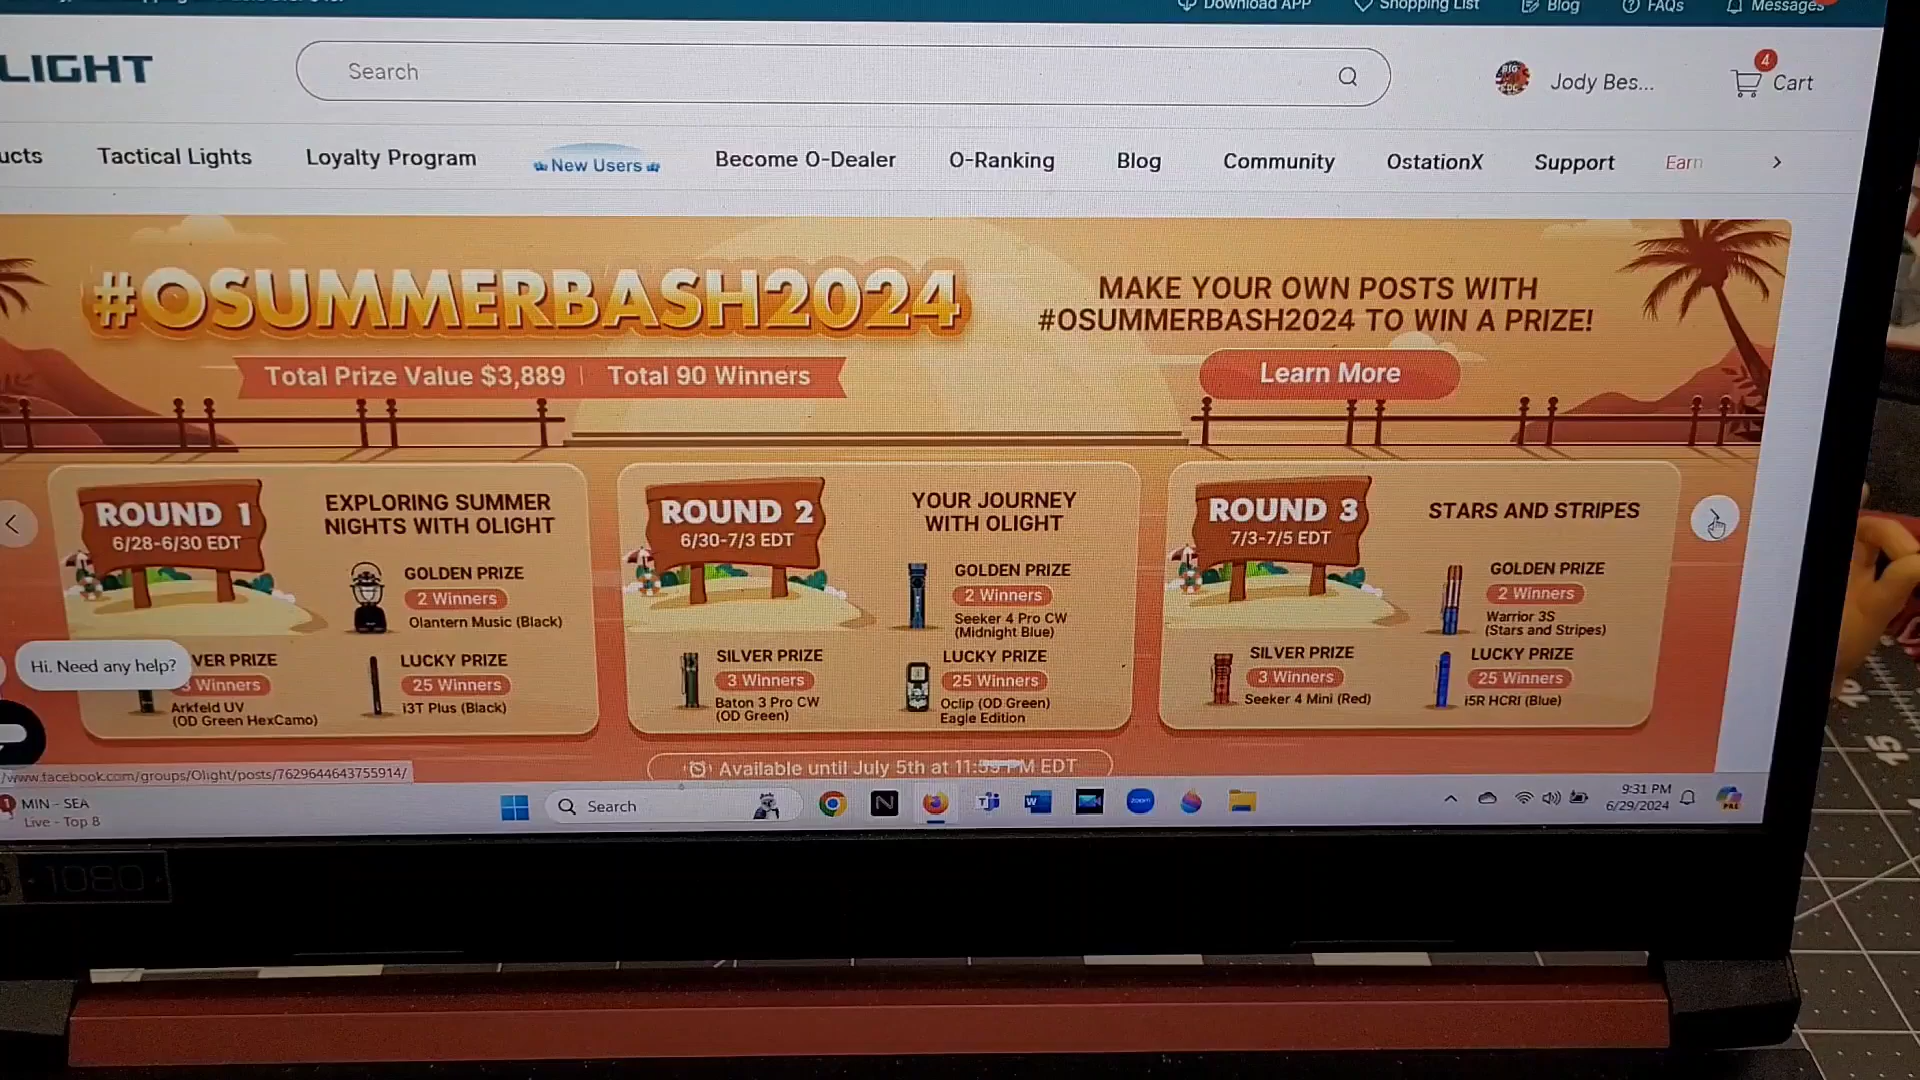 Download APP
Shopping List
Blog
FAQs
Messages
LIGHT
Search
Jody Bes...
4
Cart
ucts
Tactical Lights
Loyalty Program
New Users
Become O-Dealer
O-Ranking
Blog
Community
OstationX
Support
Earn
#OSUMMERBASH2024
MAKE YOUR OWN POSTS WITH
#OSUMMERBASH2024 TO WIN A PRIZE!
Total Prize Value $3,889 | Total 90 Winners
Learn More
ROUND 1
6/28-6/30 EDT
EXPLORING SUMMER
NIGHTS WITH OLIGHT
GOLDEN PRIZE
2 Winners
Olantern Music (Black)
VER PRIZE
3 Winners
Arkfeld UV
(OD Green HexCamo)
LUCKY PRIZE
25 Winners
i3T Plus (Black)
ROUND 2
6/30-7/3 EDT
YOUR JOURNEY
WITH OLIGHT
GOLDEN PRIZE
2 Winners
Seeker 4 Pro CW
(Midnight Blue)
SILVER PRIZE
3 Winners
Baton 3 Pro CW
(OD Green)
LUCKY PRIZE
25 Winners
Oclip (OD Green)
Eagle Edition
ROUND 3
7/3-7/5 EDT
STARS AND STRIPES
GOLDEN PRIZE
2 Winners
Warrior 3S
(Stars and Stripes)
SILVER PRIZE
3 Winners
Seeker 4 Mini (Red)
LUCKY PRIZE
25 Winners
i5R HCRI (Blue)
Hi. Need any help?
Available until July 5th at 11:59 PM EDT
/www.facebook.com/groups/Olight/posts/7629644643755914/
1
MIN - SEA
Live - Top 8
Search
zoom
9:31 PM
6/29/2024
1080
15